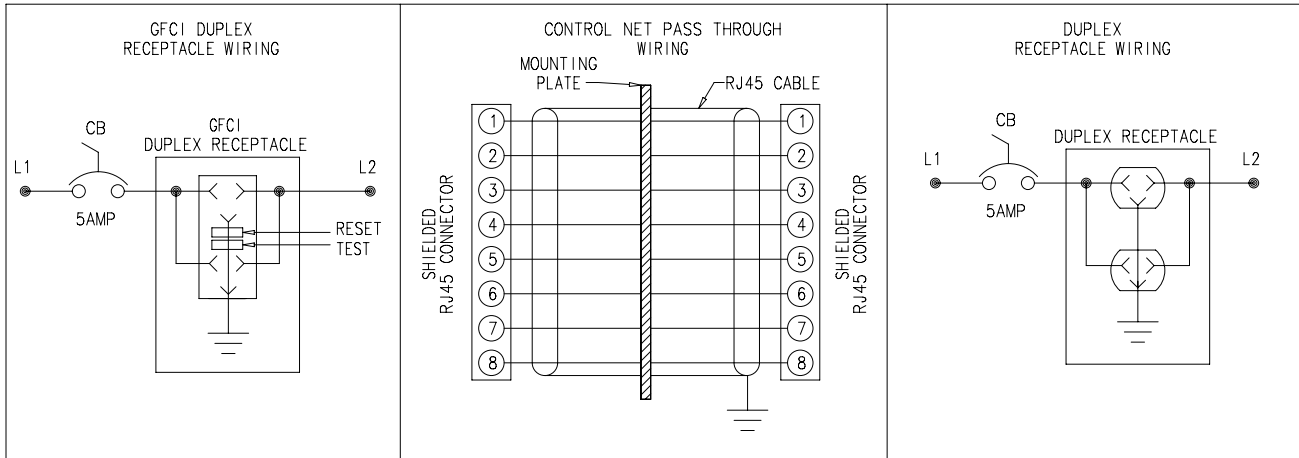 GFCI DUPLEX
RECEPTACLE WIRING
CB
GFCI
DUPLEX RECEPTACLE
L1
L2
5AMP
RESET
TEST
CONTROL NET PASS THROUGH
WIRING
MOUNTING
PLATE
RJ45 CABLE
1
2
3
4
5
6
7
8
SHIELDED
RJ45 CONNECTOR
1
2
3
4
5
6
7
8
SHIELDED
RJ45 CONNECTOR
DUPLEX
RECEPTACLE WIRING
CB
DUPLEX RECEPTACLE
L1
L2
5AMP